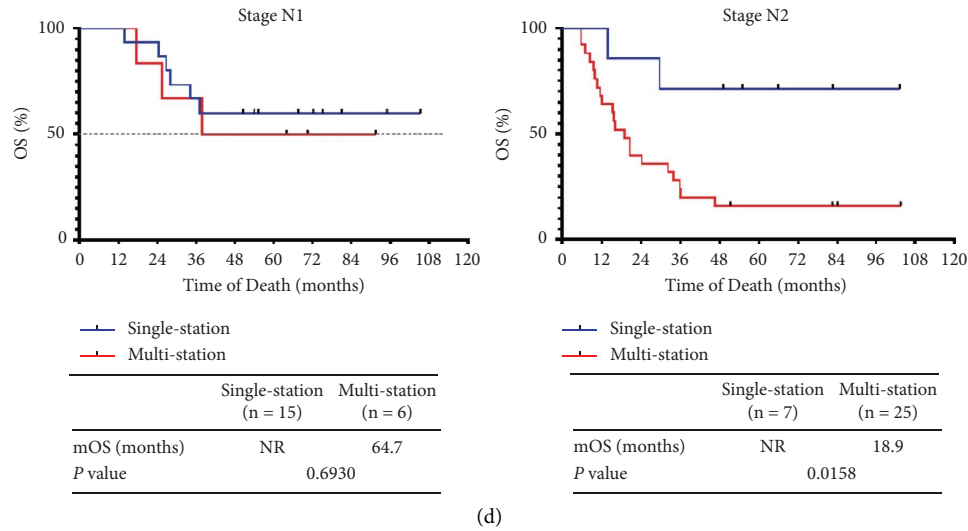 Stage N1
100
50
0
OS (%)
0 12 24 36 48 60 72 84 96 108 120
Time of Death (months)
Single-station
Multi-station
Single-station Multi-station
(n = 15) (n = 6)
mOS (months) NR 64.7
P value 0.6930
Stage N2
100
50
0
OS (%)
0 12 24 36 48 60 72 84 96 108 120
Time of Death (months)
Single-station
Multi-station
Single-station Multi-station
(n = 7) (n = 25)
mOS (months) NR 18.9
P value 0.0158
(d)